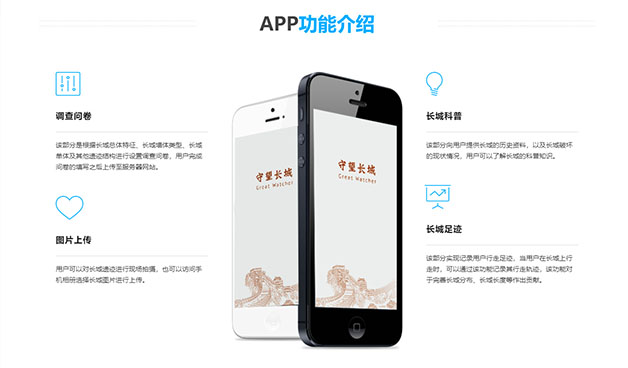 APP功能介绍
调查问卷
该部分是根据长城总体特征、长城墙体类型、长城
单体及其他遗迹结构进行设置调查问卷，用户完成
问卷的填写之后上传至服务器网站。
图片上传
用户可以对长城遗迹进行现场拍摄，也可以访问手
机相册选择长城图片进行上传。
守望长城
Great Watcher
守望长城
Great Watcher
长城科普
该部分向用户提供长城的历史资料，以及长城破坏
的现状情况，用户可以了解长城的科普知识。
长城足迹
该部分实现记录用户行走足迹，当用户在长城上行
走时，可以通过该功能记录其行走轨迹，该功能对
于完善长城分布、长城长度等作出贡献。